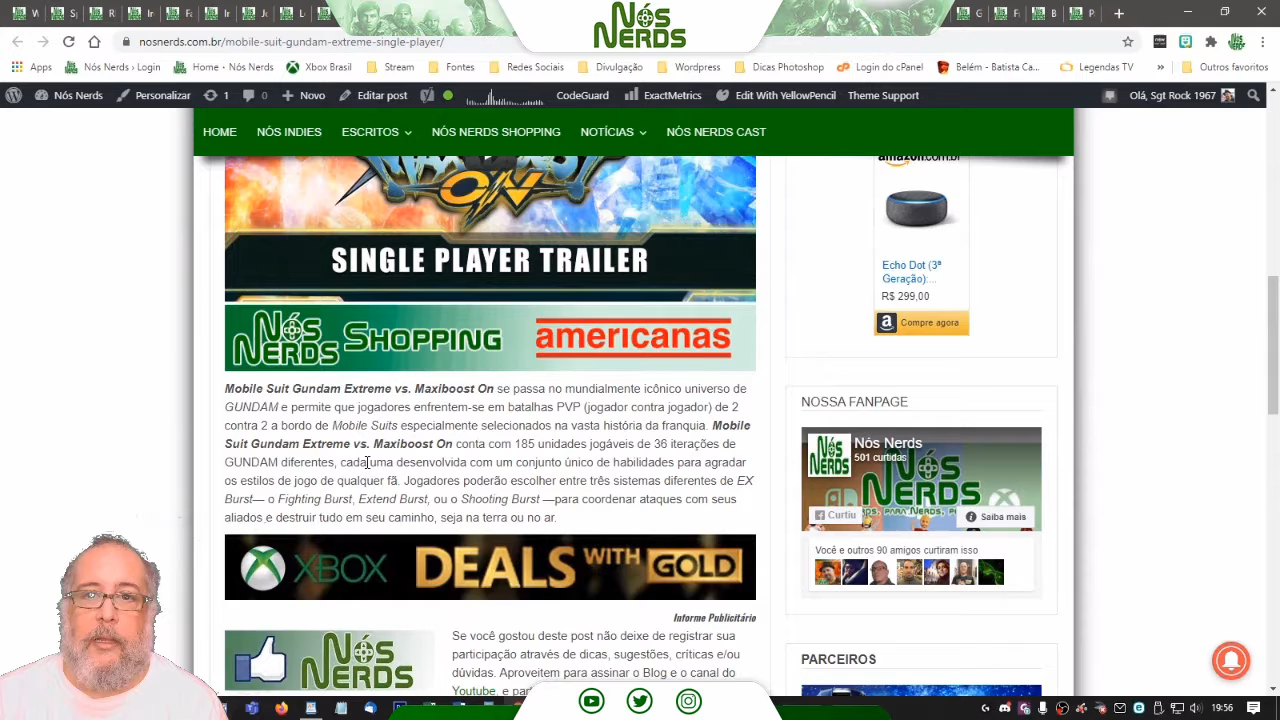 NÓS NERDS
nosnerds.com.br/mobile-suit-gundam-extreme-single-player/
Apps
Nós Nerds › Login
Home - Nós Nerds
Xbox Brasil
Stream
Fontes
Redes Sociais
Divulgação
Wordpress
Dicas Photoshop
Login do cPanel
Belém - Batista Ca...
Legendas TV
»
Outros favoritos
Nós Nerds
Personalizar
1
0
Novo
Editar post
CodeGuard
ExactMetrics
Edit With YellowPencil
Theme Support
Olá, Sgt Rock 1967
HOME
NÓS INDIES
ESCRITOS
NÓS NERDS SHOPPING
NOTÍCIAS
NÓS NERDS CAST
ON
SINGLE PLAYER TRAILER
NÓS NERDS SHOPPING
americanas
Mobile Suit Gundam Extreme vs. Maxiboost On se passa no mundialmente icônico universo de
GUNDAM e permite que jogadores enfrentem-se em batalhas PVP (jogador contra jogador) de 2
contra 2 a bordo de Mobile Suits especialmente selecionados na vasta história da franquia. Mobile
Suit Gundam Extreme vs. Maxiboost On conta com 185 unidades jogáveis de 36 iterações de
GUNDAM diferentes, cada uma desenvolvida com um conjunto único de habilidades para agradar
os estilos de jogo de qualquer fã. Jogadores poderão escolher entre três sistemas diferentes de EX
Burst— o Fighting Burst, Extend Burst, ou o Shooting Burst —para coordenar ataques com seus
aliados e destruir tudo em seu caminho, seja na terra ou no ar.
XBOX
DEALS WITH GOLD
Informe Publicitário
NÓS NERDS
Se você gostou deste post não deixe de registrar sua
participação através de dicas, sugestões, críticas e/ou
dúvidas. Aproveitem para assinar o Blog e o canal do
amazon.com.br
Echo Dot (3ª
Geração):...
R$ 299,00
Compre agora
NOSSA FANPAGE
Nós Nerds
501 curtidas
Curtiu
Saiba mais
Você e outros 90 amigos curtiram isso
PARCEIROS
19:56